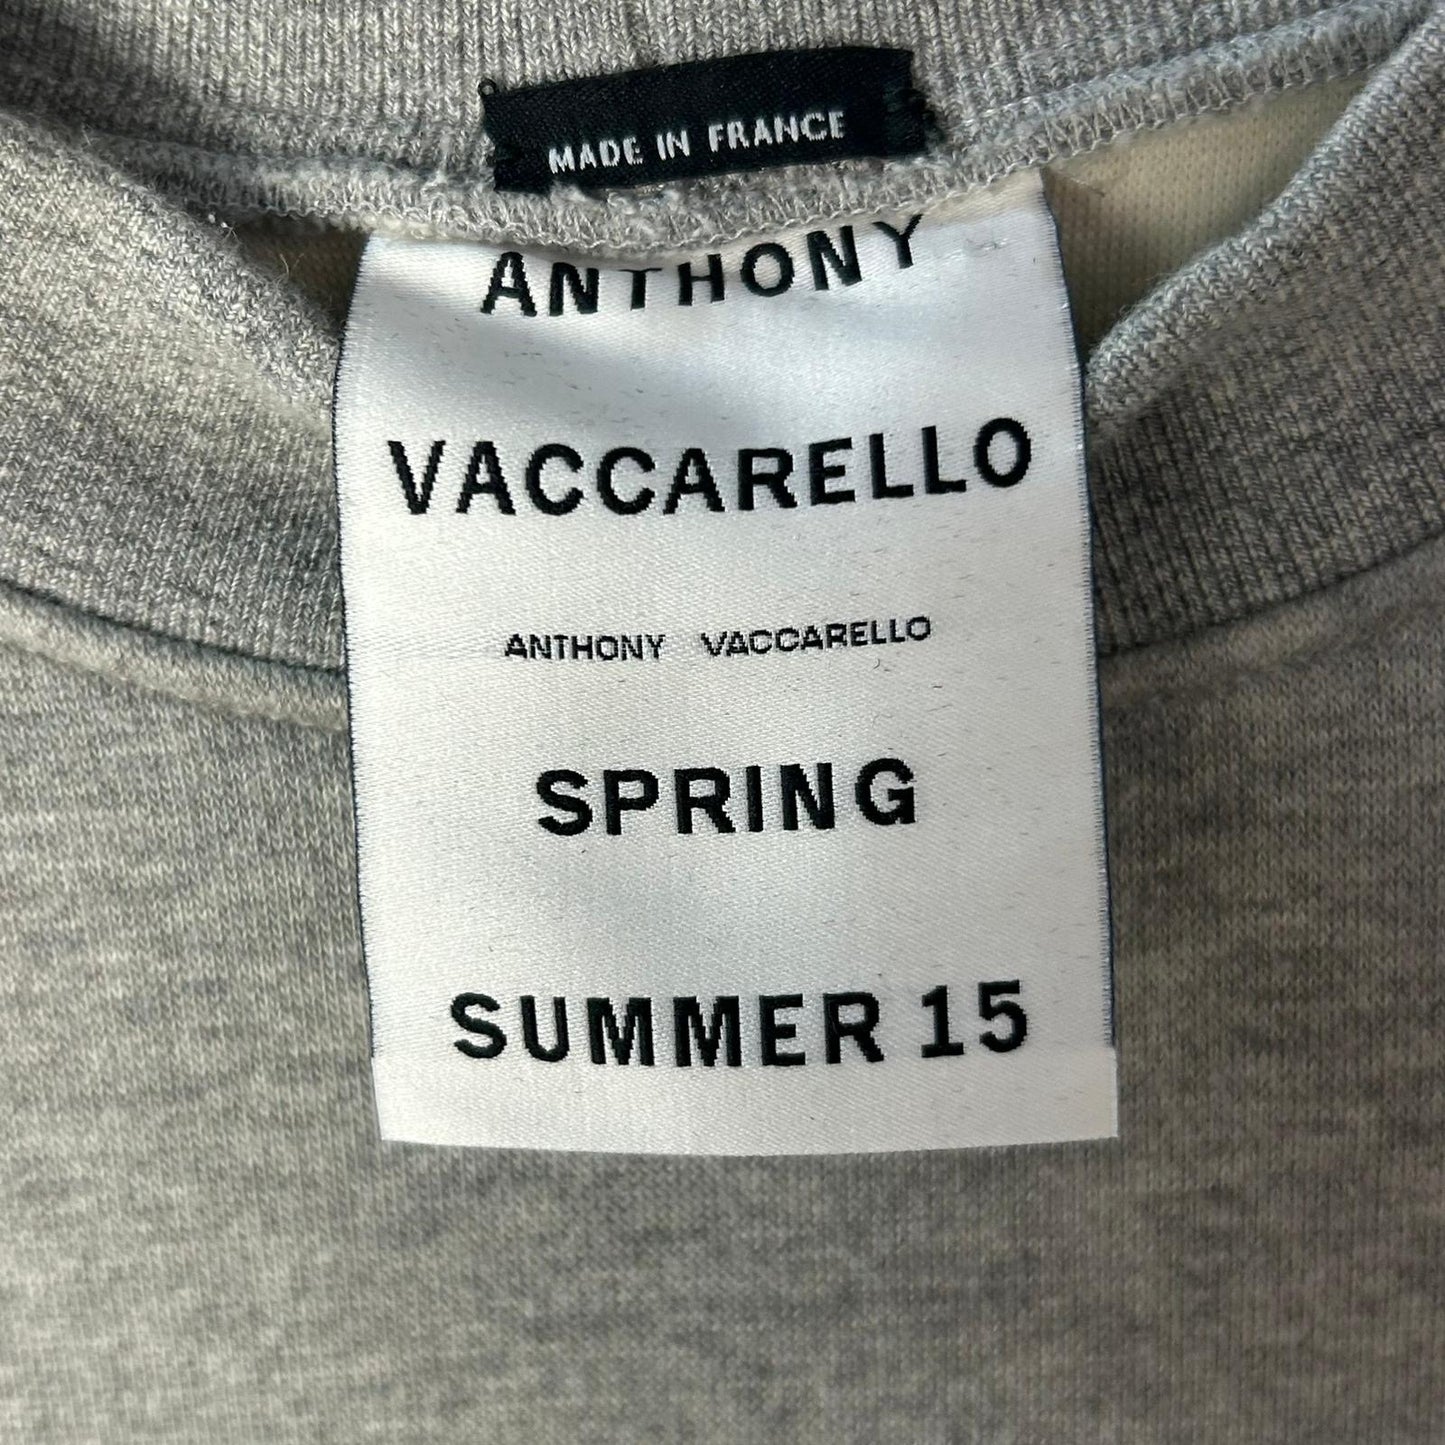 MADE IN FRANCE
ANTHONY
VACCARELLO
ANTHONY VACCARELLO
SPRING
SUMMER 15